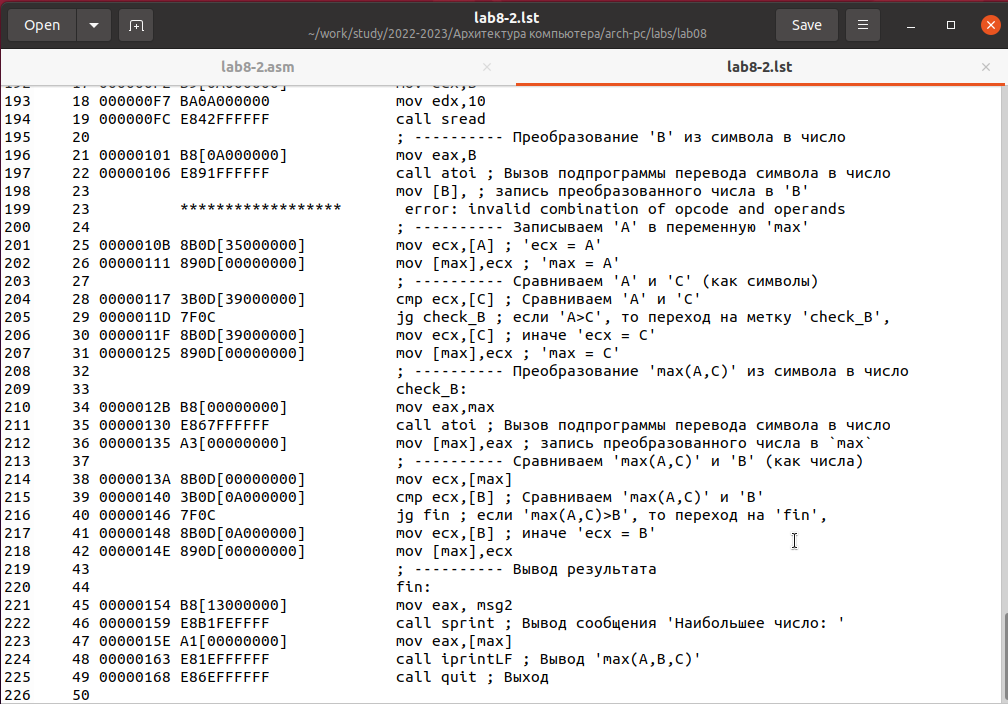 Open
lab8-2.lst
~/work/study/2022-2023/Архитектура компьютера/arch-pc/labs/lab08
Save
lab8-2.asm
lab8-2.lst
193 18 000000F7 BA0A000000 mov edx,10
194 19 000000FC E842FFFFFF call sread
195 20 ; ---------- Преобразование 'B' из символа в число
196 21 00000101 B8[0A000000] mov eax,B
197 22 00000106 E891FFFFFF call atoi ; Вызов подпрограммы перевода символа в число
198 23 mov [B], ; запись преобразованного числа в 'B'
199 23 ****************** error: invalid combination of opcode and operands
200 24 ; ---------- Записываем 'A' в переменную 'max'
201 25 0000010B 8B0D[35000000] mov ecx,[A] ; 'ecx = A'
202 26 00000111 890D[00000000] mov [max],ecx ; 'max = A'
203 27 ; ---------- Сравниваем 'A' и 'С' (как символы)
204 28 00000117 3B0D[39000000] cmp ecx,[C] ; Сравниваем 'A' и 'С'
205 29 0000011D 7F0C jg check_B ; если 'A>C', то переход на метку 'check_B',
206 30 0000011F 8B0D[39000000] mov ecx,[C] ; иначе 'ecx = C'
207 31 00000125 890D[00000000] mov [max],ecx ; 'max = C'
208 32 ; ---------- Преобразование 'max(A,C)' из символа в число
209 33 check_B:
210 34 0000012B B8[00000000] mov eax,max
211 35 00000130 E867FFFFFF call atoi ; Вызов подпрограммы перевода символа в число
212 36 00000135 A3[00000000] mov [max],eax ; запись преобразованного числа в `max`
213 37 ; ---------- Сравниваем 'max(A,C)' и 'B' (как числа)
214 38 0000013A 8B0D[00000000] mov ecx,[max]
215 39 00000140 3B0D[0A000000] cmp ecx,[B] ; Сравниваем 'max(A,C)' и 'B'
216 40 00000146 7F0C jg fin ; если 'max(A,C)>B', то переход на 'fin',
217 41 00000148 8B0D[0A000000] mov ecx,[B] ; иначе 'ecx = B'
218 42 0000014E 890D[00000000] mov [max],ecx
219 43 ; ---------- Вывод результата
220 44 fin:
221 45 00000154 B8[13000000] mov eax, msg2
222 46 00000159 E8B1FEFFFF call sprint ; Вывод сообщения 'Наибольшее число: '
223 47 0000015E A1[00000000] mov eax,[max]
224 48 00000163 E81EFFFFFF call iprintLF ; Вывод 'max(A,B,C)'
225 49 00000168 E86EFFFFFF call quit ; Выход
226 50